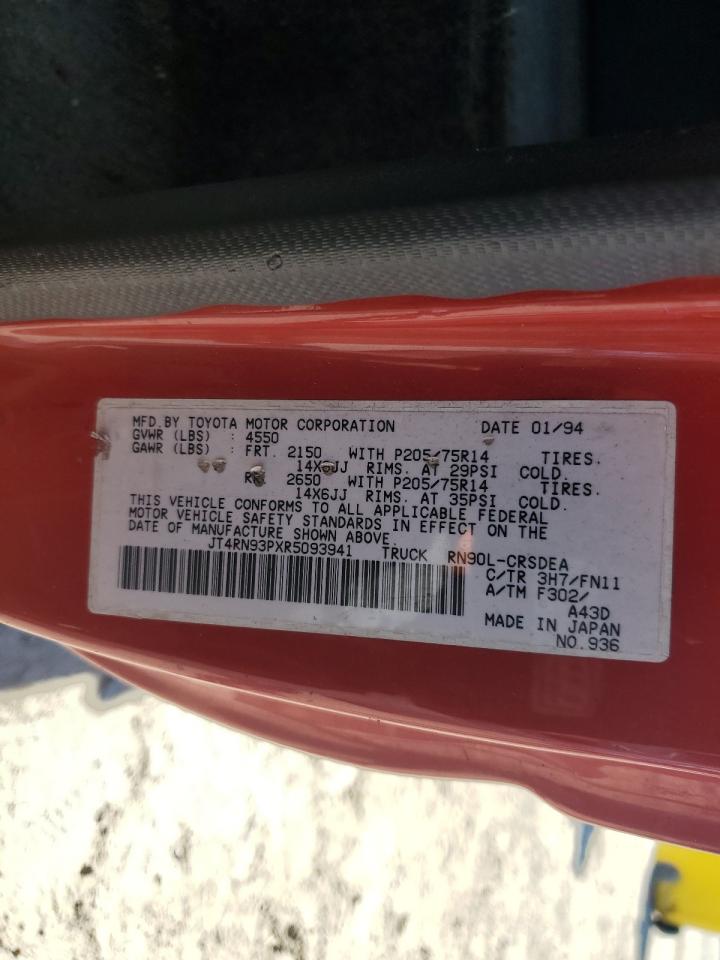 MFD.BY TOYOTA MOTOR CORPORATION DATE 01/94
GVWR (LBS) : 4550
GAWR (LBS) : FRT. 2150 WITH P205/75R14 TIRES.
14X6JJ RIMS. AT 29PSI COLD.
RR. 2650 WITH P205/75R14 TIRES.
14X6JJ RIMS. AT 35PSI COLD.
THIS VEHICLE CONFORMS TO ALL APPLICABLE FEDERAL
MOTOR VEHICLE SAFETY STANDARDS IN EFFECT ON THE
DATE OF MANUFACTURE SHOWN ABOVE.
JT4RN93PXR5093941 TRUCK RN90L-CRSDEA
C/TR 3H7/FN11
A/TM F302/
A43D
MADE IN JAPAN
NO.936